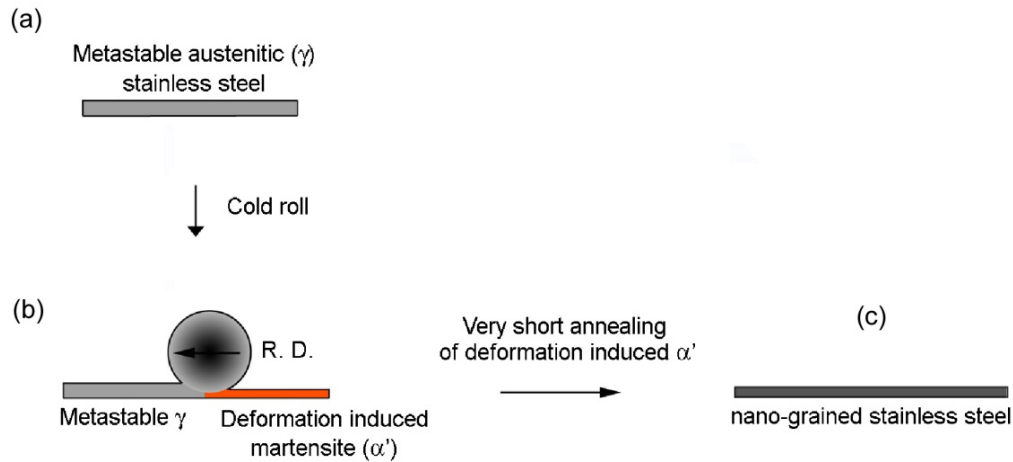 (a)
Metastable austenitic (γ)
stainless steel
Cold roll
(b)
R. D.
Metastable γ
Deformation induced
martensite (α’)
Very short annealing
of deformation induced α’
(c)
nano-grained stainless steel